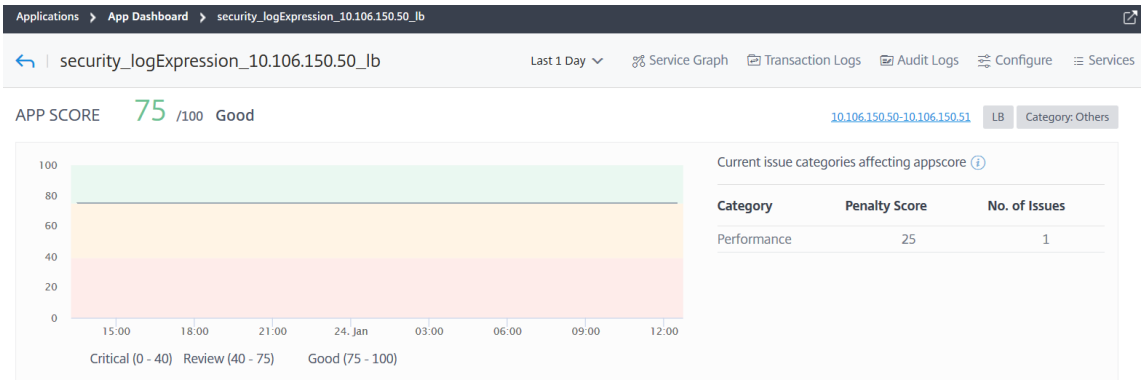 Applications > App Dashboard > security_logExpression_10.106.150.50_lb
security_logExpression_10.106.150.50_lb Last 1 Day Service Graph Transaction Logs Audit Logs Configure Services
APP SCORE 75 /100 Good 10.106.150.50-10.106.150.51 LB Category: Others
Current issue categories affecting appscore
Category Penalty Score No. of Issues
Performance 25 1
100
80
60
40
20
0
15:00 18:00 21:00 24. Jan 03:00 06:00 09:00 12:00
Critical (0 - 40) Review (40 - 75) Good (75 - 100)